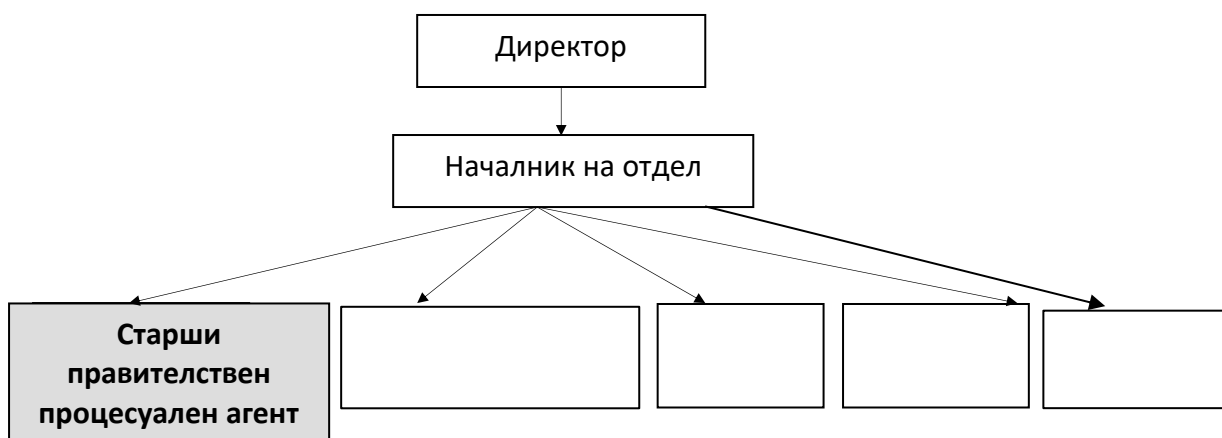 Директор
Началник на отдел
Старши
правителствен
процесуален агент